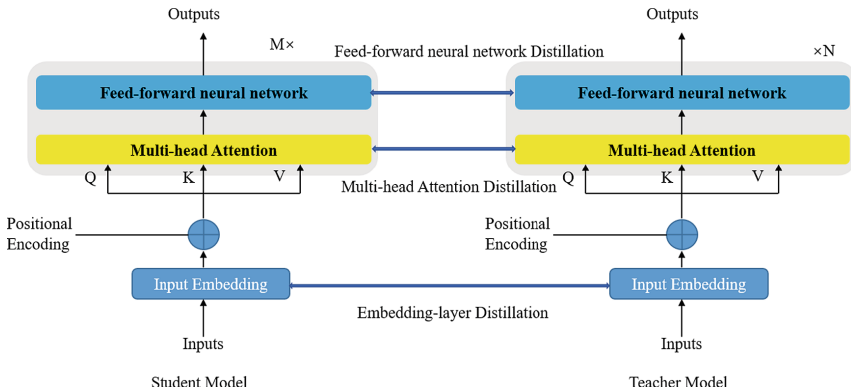 Outputs
Outputs
M×
×N
Feed-forward neural network Distillation
Feed-forward neural network
Feed-forward neural network
Multi-head Attention
Multi-head Attention
Q
K
V
Q
K
V
Multi-head Attention Distillation
Positional
Encoding
Positional
Encoding
Input Embedding
Input Embedding
Embedding-layer Distillation
Inputs
Inputs
Student Model
Teacher Model